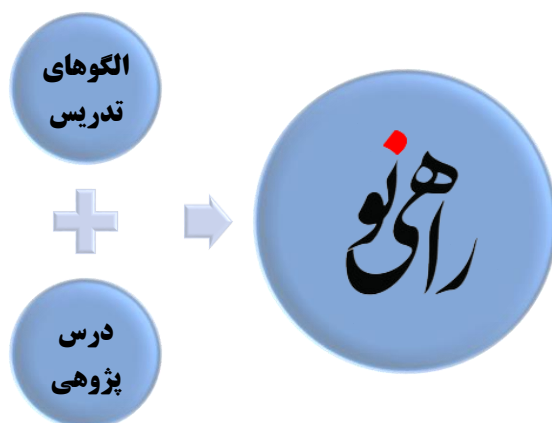 الگوهای
تدریس
درس
پژوهی
راهی نو